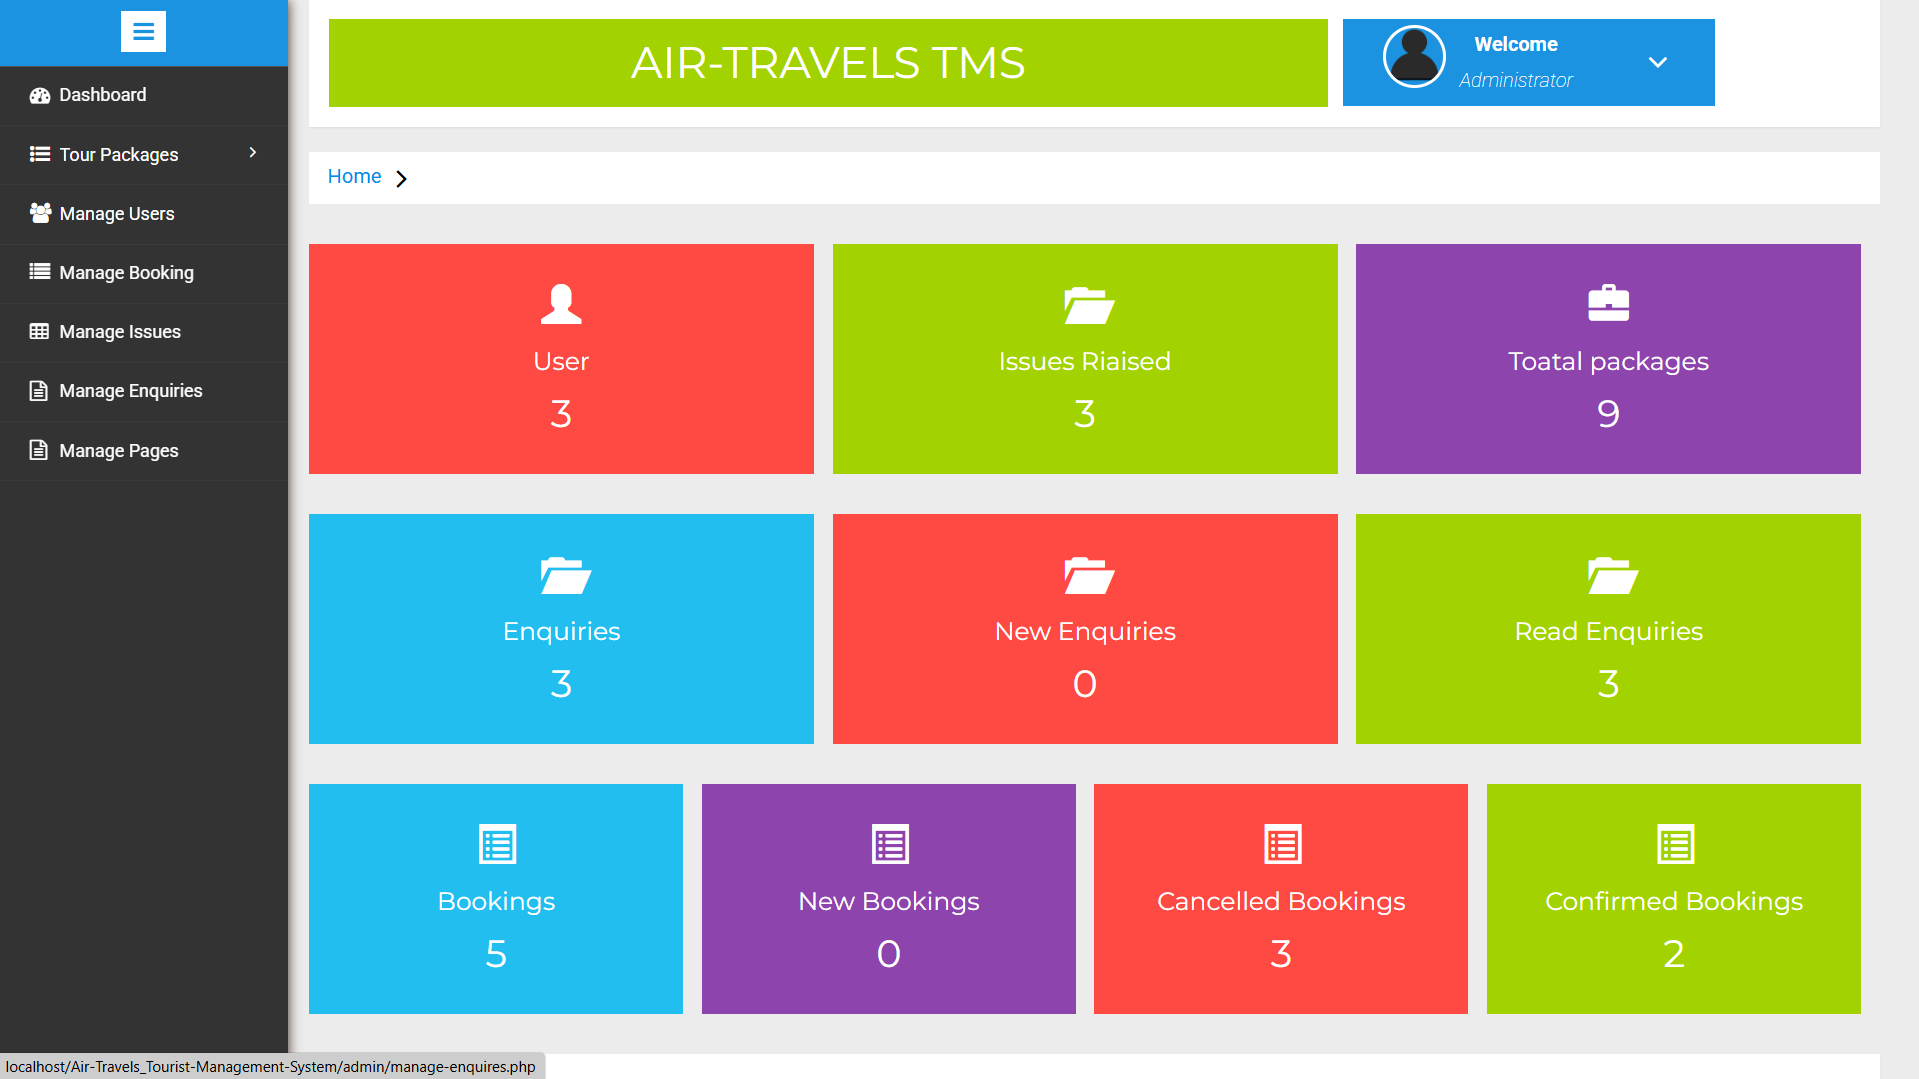 AIR-TRAVELS TMS
Welcome
Administrator
Dashboard
Tour Packages
Manage Users
Manage Booking
Manage Issues
Manage Enquiries
Manage Pages
Home
User
3
Issues Riaised
3
Toatal packages
9
Enquiries
3
New Enquiries
0
Read Enquiries
3
Bookings
5
New Bookings
0
Cancelled Bookings
3
Confirmed Bookings
2
localhost/Air-Travels_Tourist-Management-System/admin/manage-enquires.php